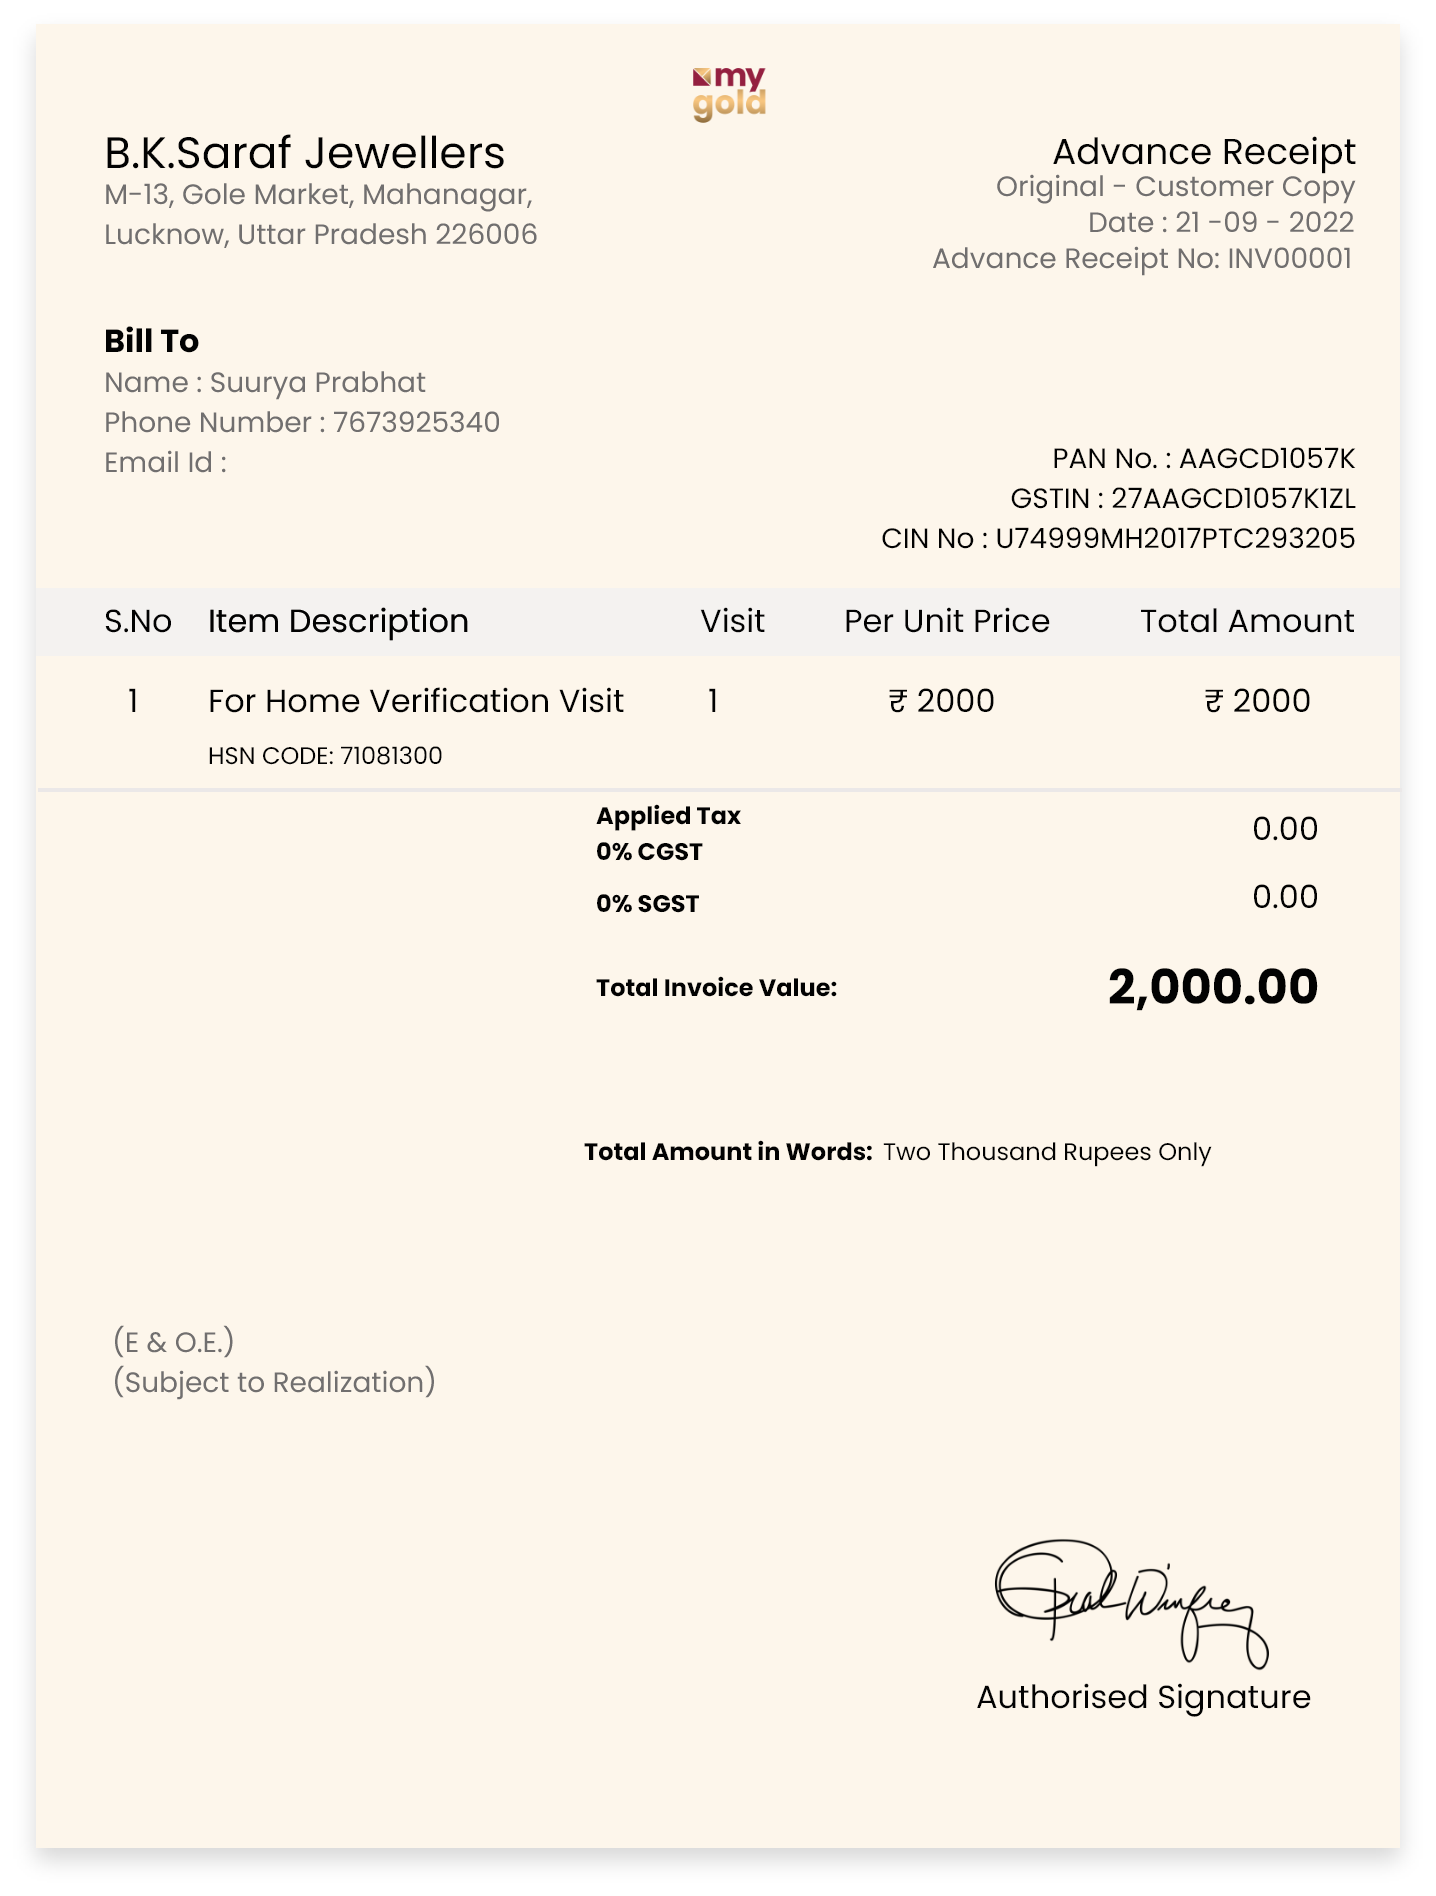 my
gold
B.K.Saraf Jewellers
M-13, Gole Market, Mahanagar,
Lucknow, Uttar Pradesh 226006
Advance Receipt
Original - Customer Copy
Date : 21 -09 - 2022
Advance Receipt No: INV00001
Bill To
Name : Suurya Prabhat
Phone Number : 7673925340
Email Id :
PAN No. : AAGCD1057K
GSTIN : 27AAGCD1057K1ZL
CIN No : U74999MH2017PTC293205
S.No Item Description Visit Per Unit Price Total Amount
1 For Home Verification Visit 1 ₹ 2000 ₹ 2000
HSN CODE: 71081300
Applied Tax
0% CGST 0.00
0% SGST 0.00
Total Invoice Value: 2,000.00
Total Amount in Words: Two Thousand Rupees Only
(E & O.E.)
(Subject to Realization)
Authorised Signature